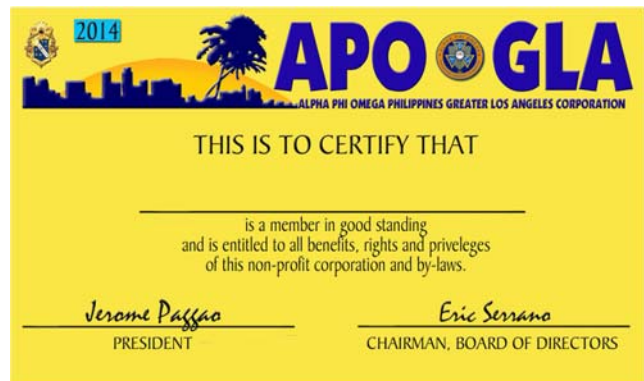 2014
APO GLA
ALPHA PHI OMEGA PHILIPPINES GREATER LOS ANGELES CORPORATION
THIS IS TO CERTIFY THAT
is a member in good standing
and is entitled to all benefits, rights and priveleges
of this non-profit corporation and by-laws.
Jerome Paggao
Eric Serrano
PRESIDENT
CHAIRMAN, BOARD OF DIRECTORS